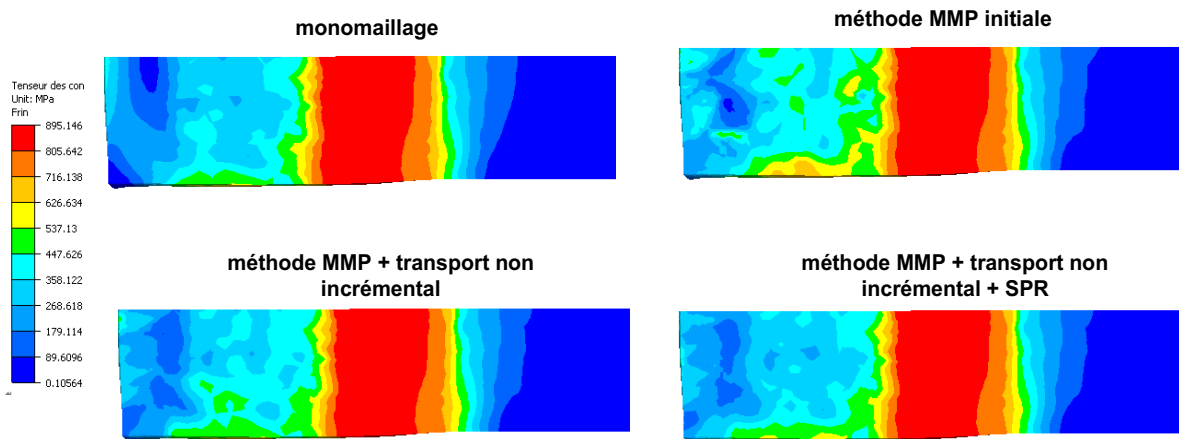 monomaillage
méthode MMP initiale
Tenseur des con
Unit: MPa
Frin
895.146
805.642
716.138
626.634
537.13
447.626
358.122
268.618
179.114
89.6096
0.10564
méthode MMP + transport non
incrémental
méthode MMP + transport non
incrémental + SPR